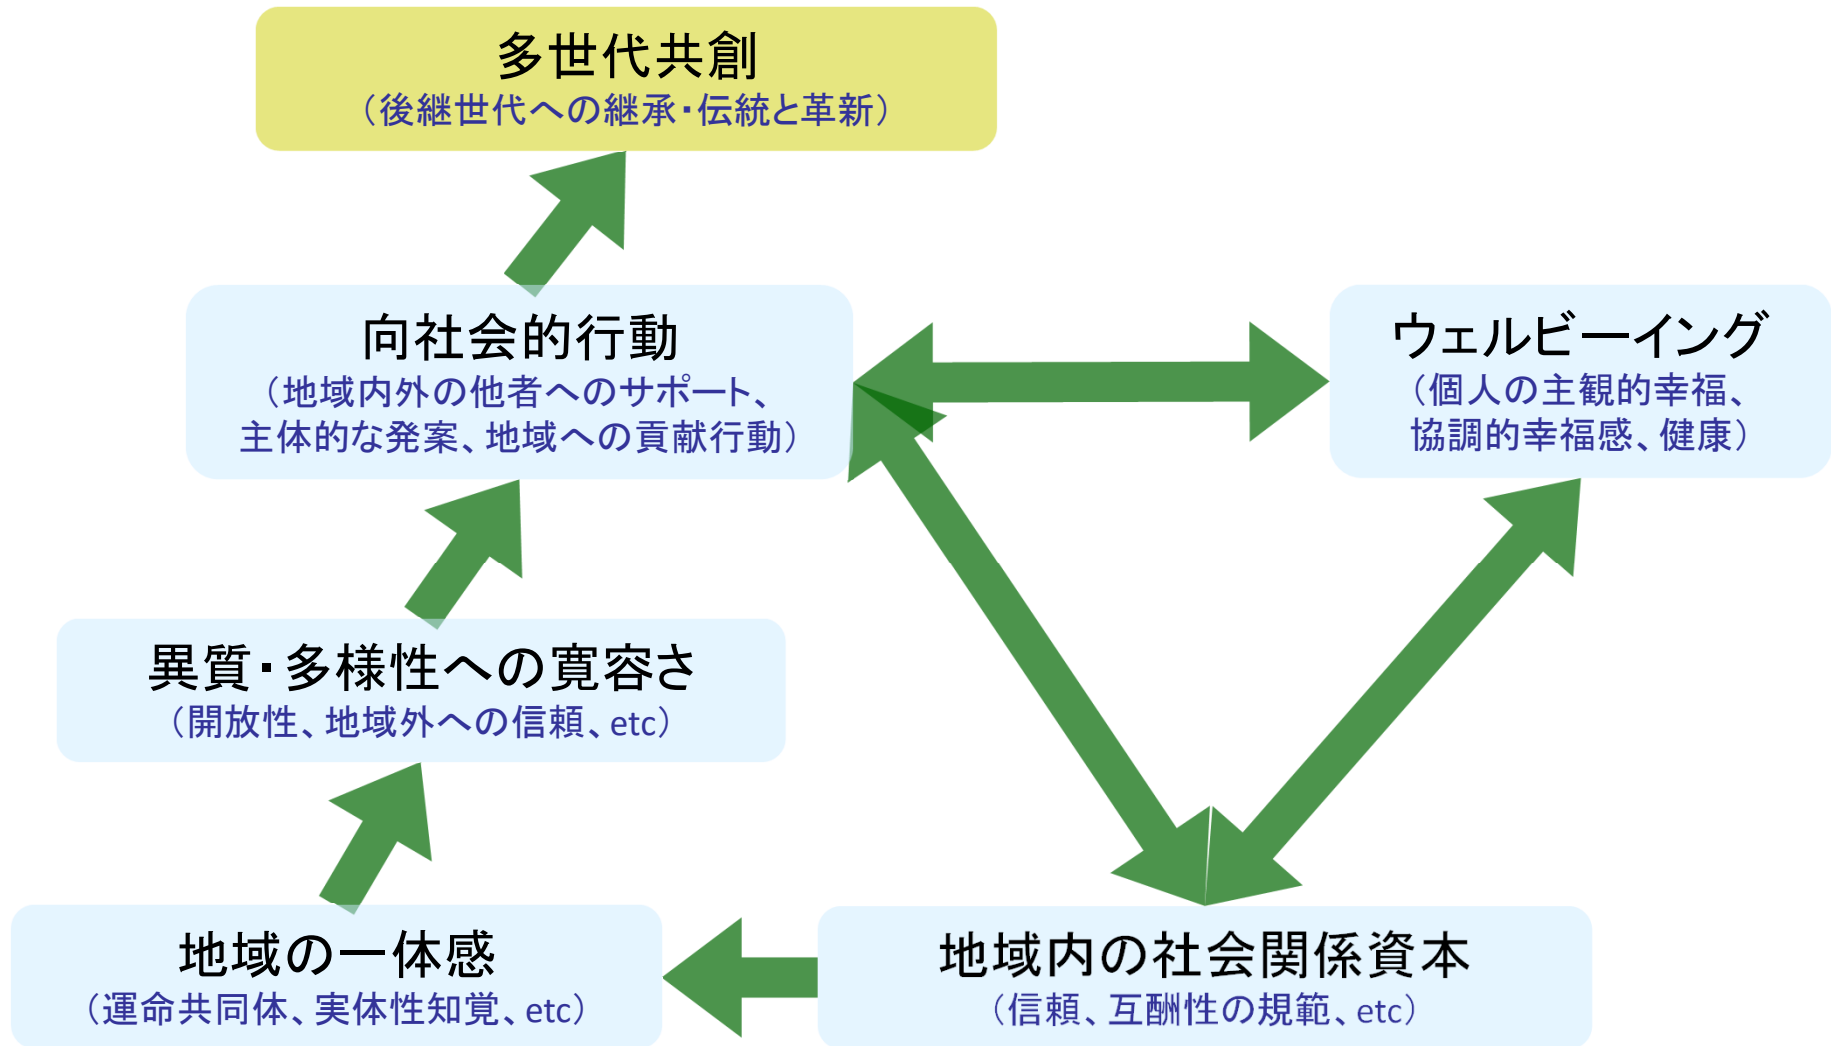 多世代共創
（後継世代への継承・伝統と革新）
向社会的行動
（地域内外の他者へのサポート、
主体的な発案、地域への貢献行動）
ウェルビーイング
（個人の主観的幸福、
協調的幸福感、健康）
異質・多様性への寛容さ
（開放性、地域外への信頼、etc）
地域の一体感
（運命共同体、実体性知覚、etc）
地域内の社会関係資本
（信頼、互酬性の規範、etc）